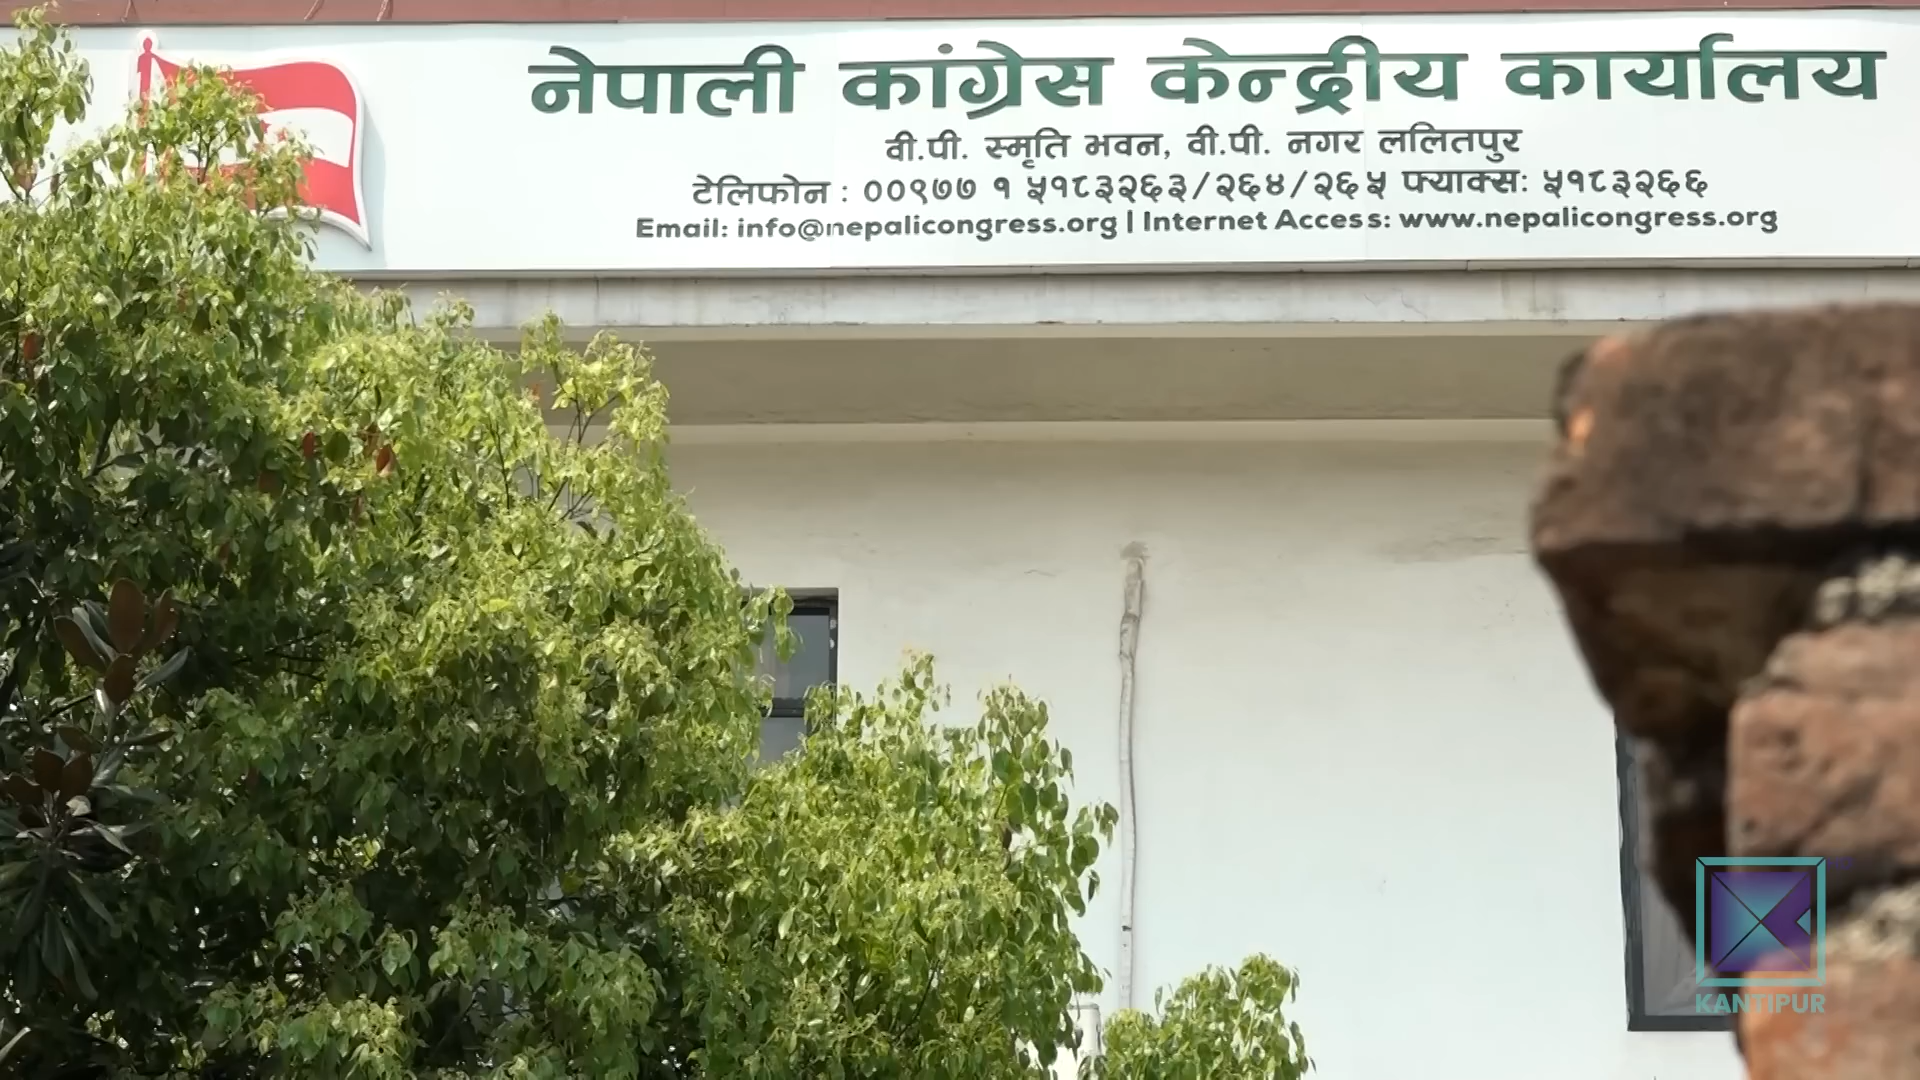 नेपाली कांग्रेस केन्द्रीय कार्यालय
वी.पी. स्मृति भवन, वी.पी. नगर ललितपुर
टेलिफोन : ००९७७ १ ५१८३२६३/२६४/२६५ फ्याक्स: ५१८३२६६
Email: info@nepalicongress.org | Internet Access: www.nepalicongress.org
KANTIPUR